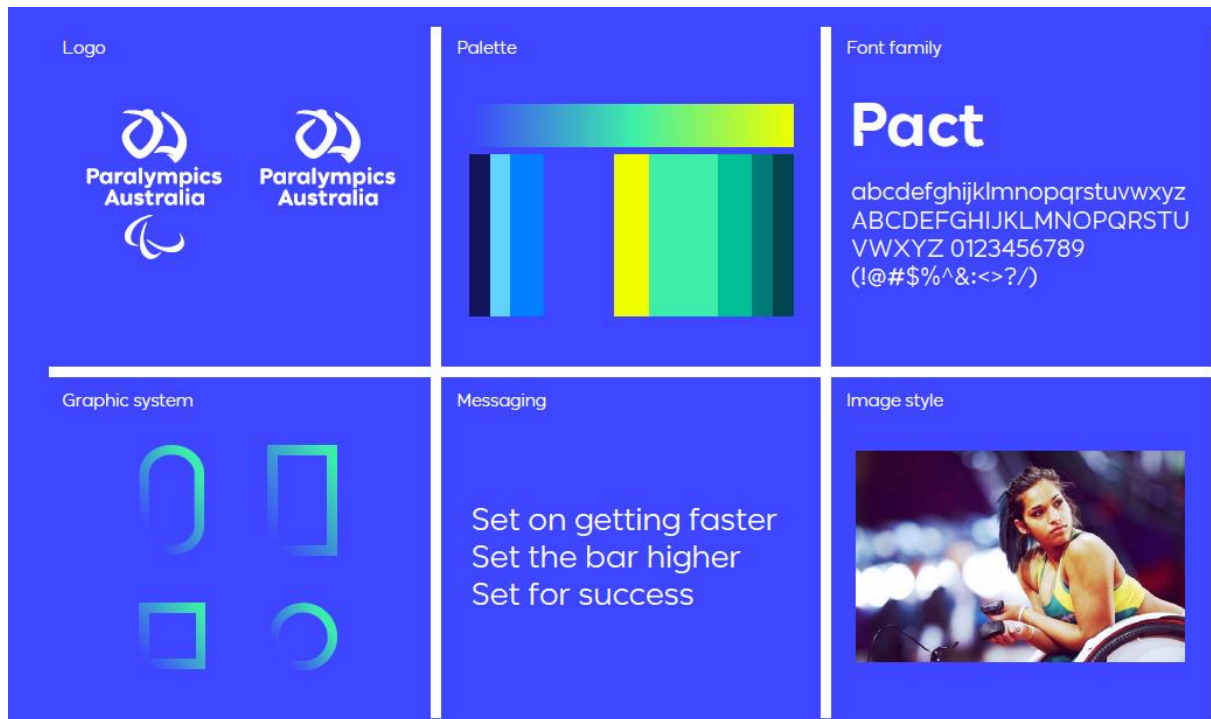 Logo
Paralympics
Australia
Paralympics
Australia
Palette
Font family
Pact
abcdefghijklmnopqrstuvwxyz
ABCDEFGHIJKLMNOPQRSTU
VWXYZ 0123456789
(!@#$%^&:<>?/)
Graphic system
Messaging
Set on getting faster
Set the bar higher
Set for success
Image style